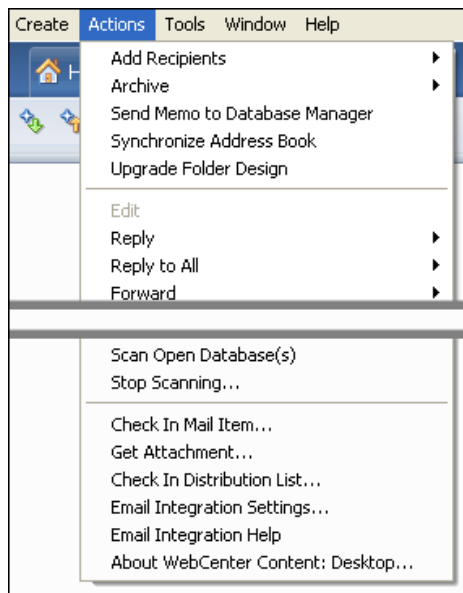 Create Actions Tools Window Help
H
Add Recipients
Archive
Send Memo to Database Manager
Synchronize Address Book
Upgrade Folder Design
Edit
Reply
Reply to All
Forward
Scan Open Database(s)
Stop Scanning...
Check In Mail Item...
Get Attachment...
Check In Distribution List...
Email Integration Settings...
Email Integration Help
About WebCenter Content: Desktop...